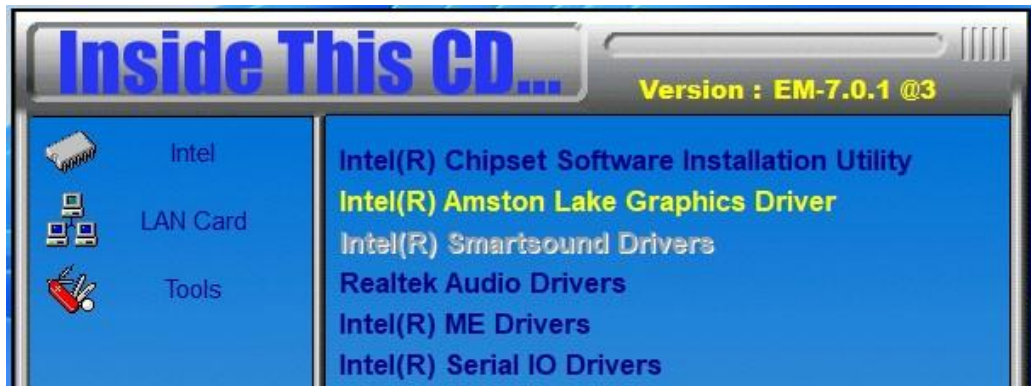 Inside This CD...
Version : EM-7.0.1 @3
Intel
LAN Card
Tools
Intel(R) Chipset Software Installation Utility
Intel(R) Amston Lake Graphics Driver
Intel(R) Smartsound Drivers
Realtek Audio Drivers
Intel(R) ME Drivers
Intel(R) Serial IO Drivers